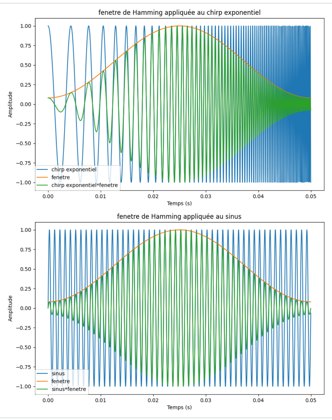 fenetre de Hamming appliquée au chirp exponentiel
1.00
0.75
0.50
0.25
0.00
−0.25
−0.50
−0.75
−1.00
Amplitude
chirp exponentiel
fenetre
chirp exponentiel*fenetre
0.00 0.01 0.02 0.03 0.04 0.05
Temps (s)
fenetre de Hamming appliquée au sinus
1.00
0.75
0.50
0.25
0.00
−0.25
−0.50
−0.75
−1.00
Amplitude
sinus
fenetre
sinus*fenetre
0.00 0.01 0.02 0.03 0.04 0.05
Temps (s)